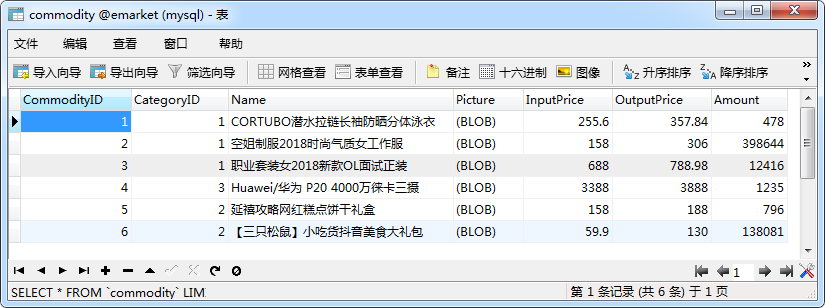 commodity @emarket (mysql) - 表
文件 编辑 查看 窗口 帮助
导入向导 导出向导 筛选向导 网格查看 表单查看 备注 十六进制 图像 升序排序 降序排序
CommodityID CategoryID Name Picture InputPrice OutputPrice Amount
1 1 CORTUBO潜水拉链长袖防晒分体泳衣 (BLOB) 255.6 357.84 478
2 1 空姐制服2018时尚气质女工作服 (BLOB) 158 306 398644
3 1 职业套装女2018新款OL面试正装 (BLOB) 688 788.98 12416
4 3 Huawei/华为 P20 4000万徕卡三摄 (BLOB) 3388 3888 1235
5 2 延禧攻略网红糕点饼干礼盒 (BLOB) 158 188 796
6 2 【三只松鼠】小吃货抖音美食大礼包 (BLOB) 59.9 130 138081
1
SELECT * FROM `commodity` LIM 第 1 条记录 (共 6 条) 于 1 页